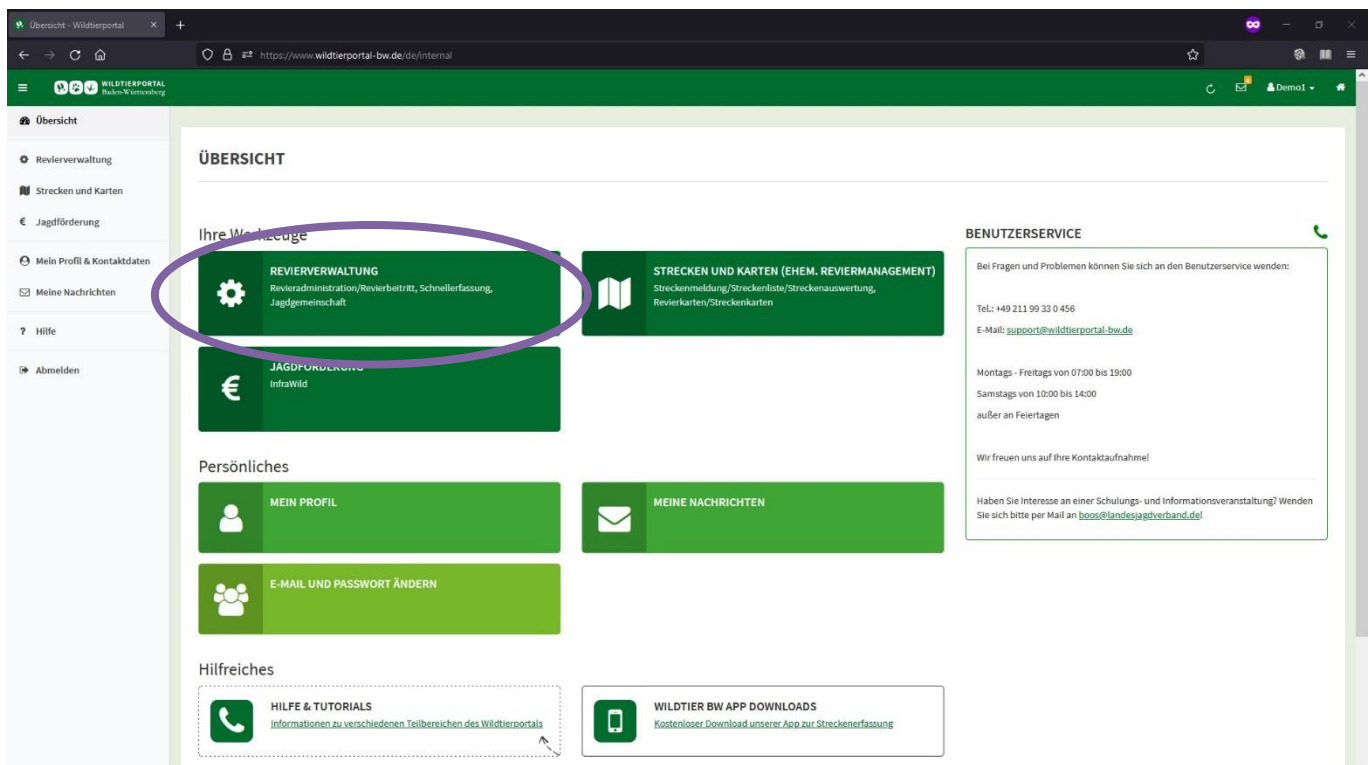 Übersicht - Wildtierportal
https://www.wildtierportal-bw.de/de/internal
WILDTIERPORTAL
Baden-Württemberg
Demo1
Übersicht
Revierverwaltung
Strecken und Karten
€ Jagdförderung
Mein Profil & Kontaktdaten
Meine Nachrichten
? Hilfe
Abmelden
ÜBERSICHT
Ihre Werkzeuge
REVIERVERWALTUNG
Revieradministration/Revierbeitritt, Schnellerfassung,
Jagdgemeinschaft
STRECKEN UND KARTEN (EHEM. REVIERMANAGEMENT)
Streckenmeldung/Streckenliste/Streckenauswertung,
Revierkarten/Streckenkarten
€
JAGDFÖRDERUNG
InfraWild
Persönliches
MEIN PROFIL
MEINE NACHRICHTEN
E-MAIL UND PASSWORT ÄNDERN
Hilfreiches
HILFE & TUTORIALS
Informationen zu verschiedenen Teilbereichen des Wildtierportals
WILDTIER BW APP DOWNLOADS
Kostenloser Download unserer App zur Streckenerfassung
BENUTZERSERVICE
Bei Fragen und Problemen können Sie sich an den Benutzerservice wenden:
Tel.: +49 211 99 33 0 456
E-Mail: support@wildtierportal-bw.de
Montags - Freitags von 07:00 bis 19:00
Samstags von 10:00 bis 14:00
außer an Feiertagen
Wir freuen uns auf Ihre Kontaktaufnahme!
Haben Sie Interesse an einer Schulungs- und Informationsveranstaltung? Wenden
Sie sich bitte per Mail an boos@landesjagdverband.de!